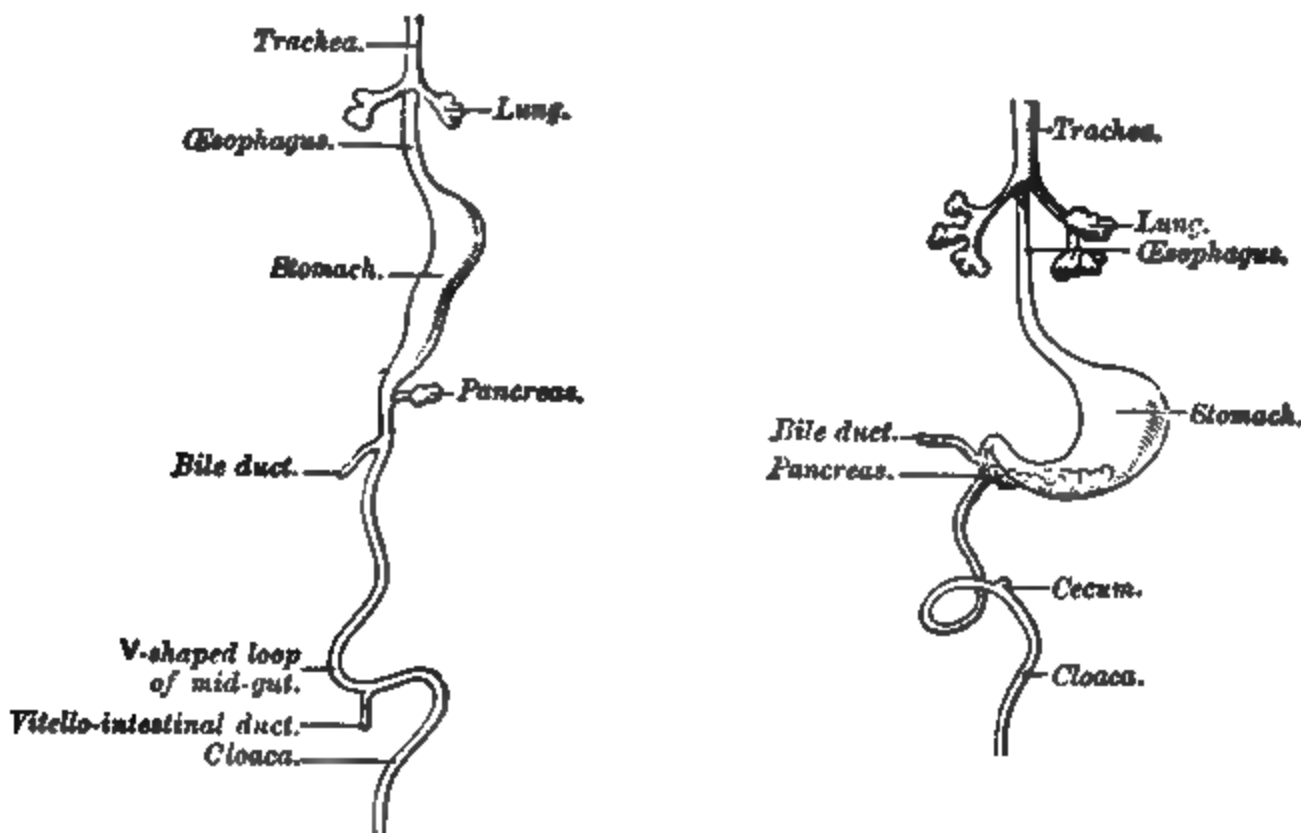 Trachea.
Lung.
Œsophagus.
Stomach.
Pancreas.
Bile duct.
V-shaped loop
of mid-gut.
Vitello-intestinal duct.
Cloaca.
Trachea.
Lung.
Œsophagus.
Stomach.
Bile duct.
Pancreas.
Cecum.
Cloaca.